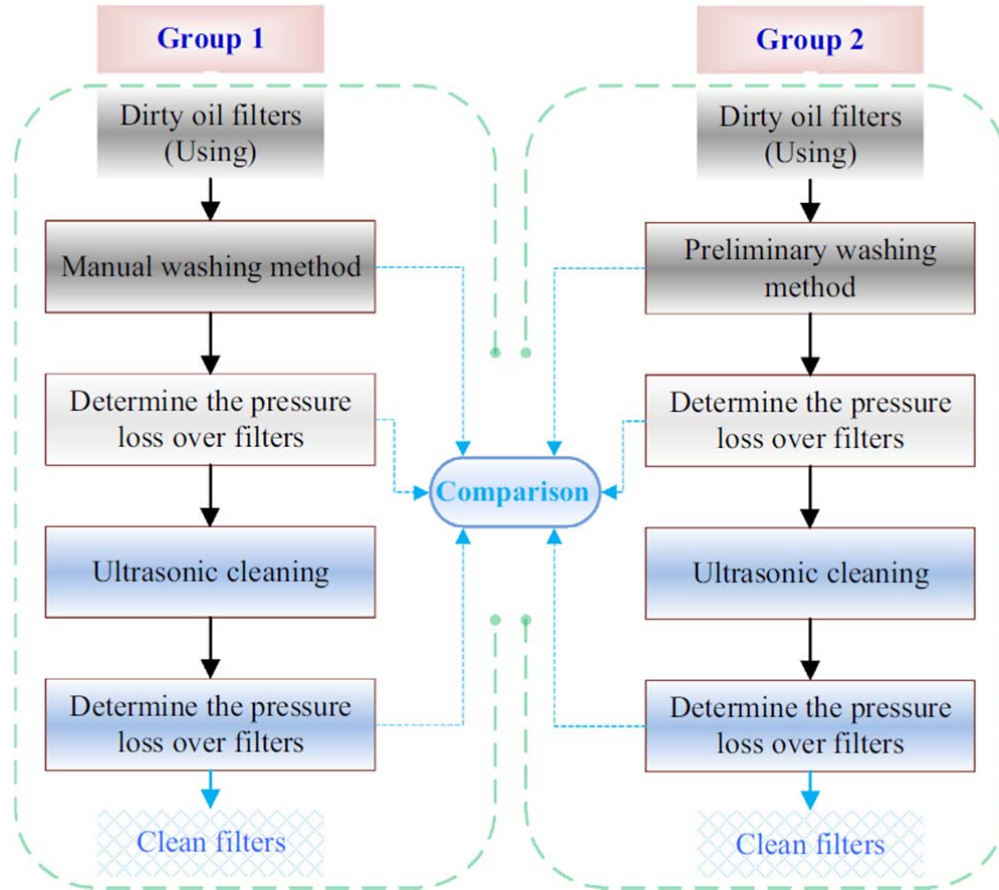 Group 1
Dirty oil filters
(Using)
Manual washing method
Determine the pressure
loss over filters
Ultrasonic cleaning
Determine the pressure
loss over filters
Clean filters
Comparison
Group 2
Dirty oil filters
(Using)
Preliminary washing
method
Determine the pressure
loss over filters
Ultrasonic cleaning
Determine the pressure
loss over filters
Clean filters